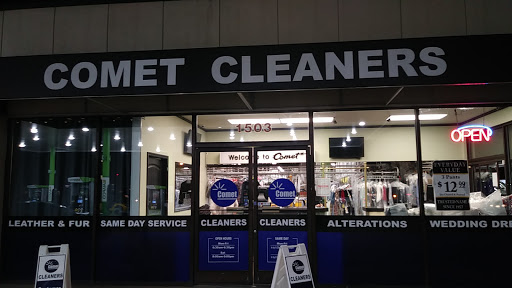 COMET CLEANERS
1503
OPEN
Welcome to Comet
EVERYDAY
VALUE
$12.99
Comet
Comet
LEATHER & FUR
SAME DAY SERVICE
CLEANERS
CLEANERS
ALTERATIONS
WEDDING DRE
CLEANERS
CLEANERS